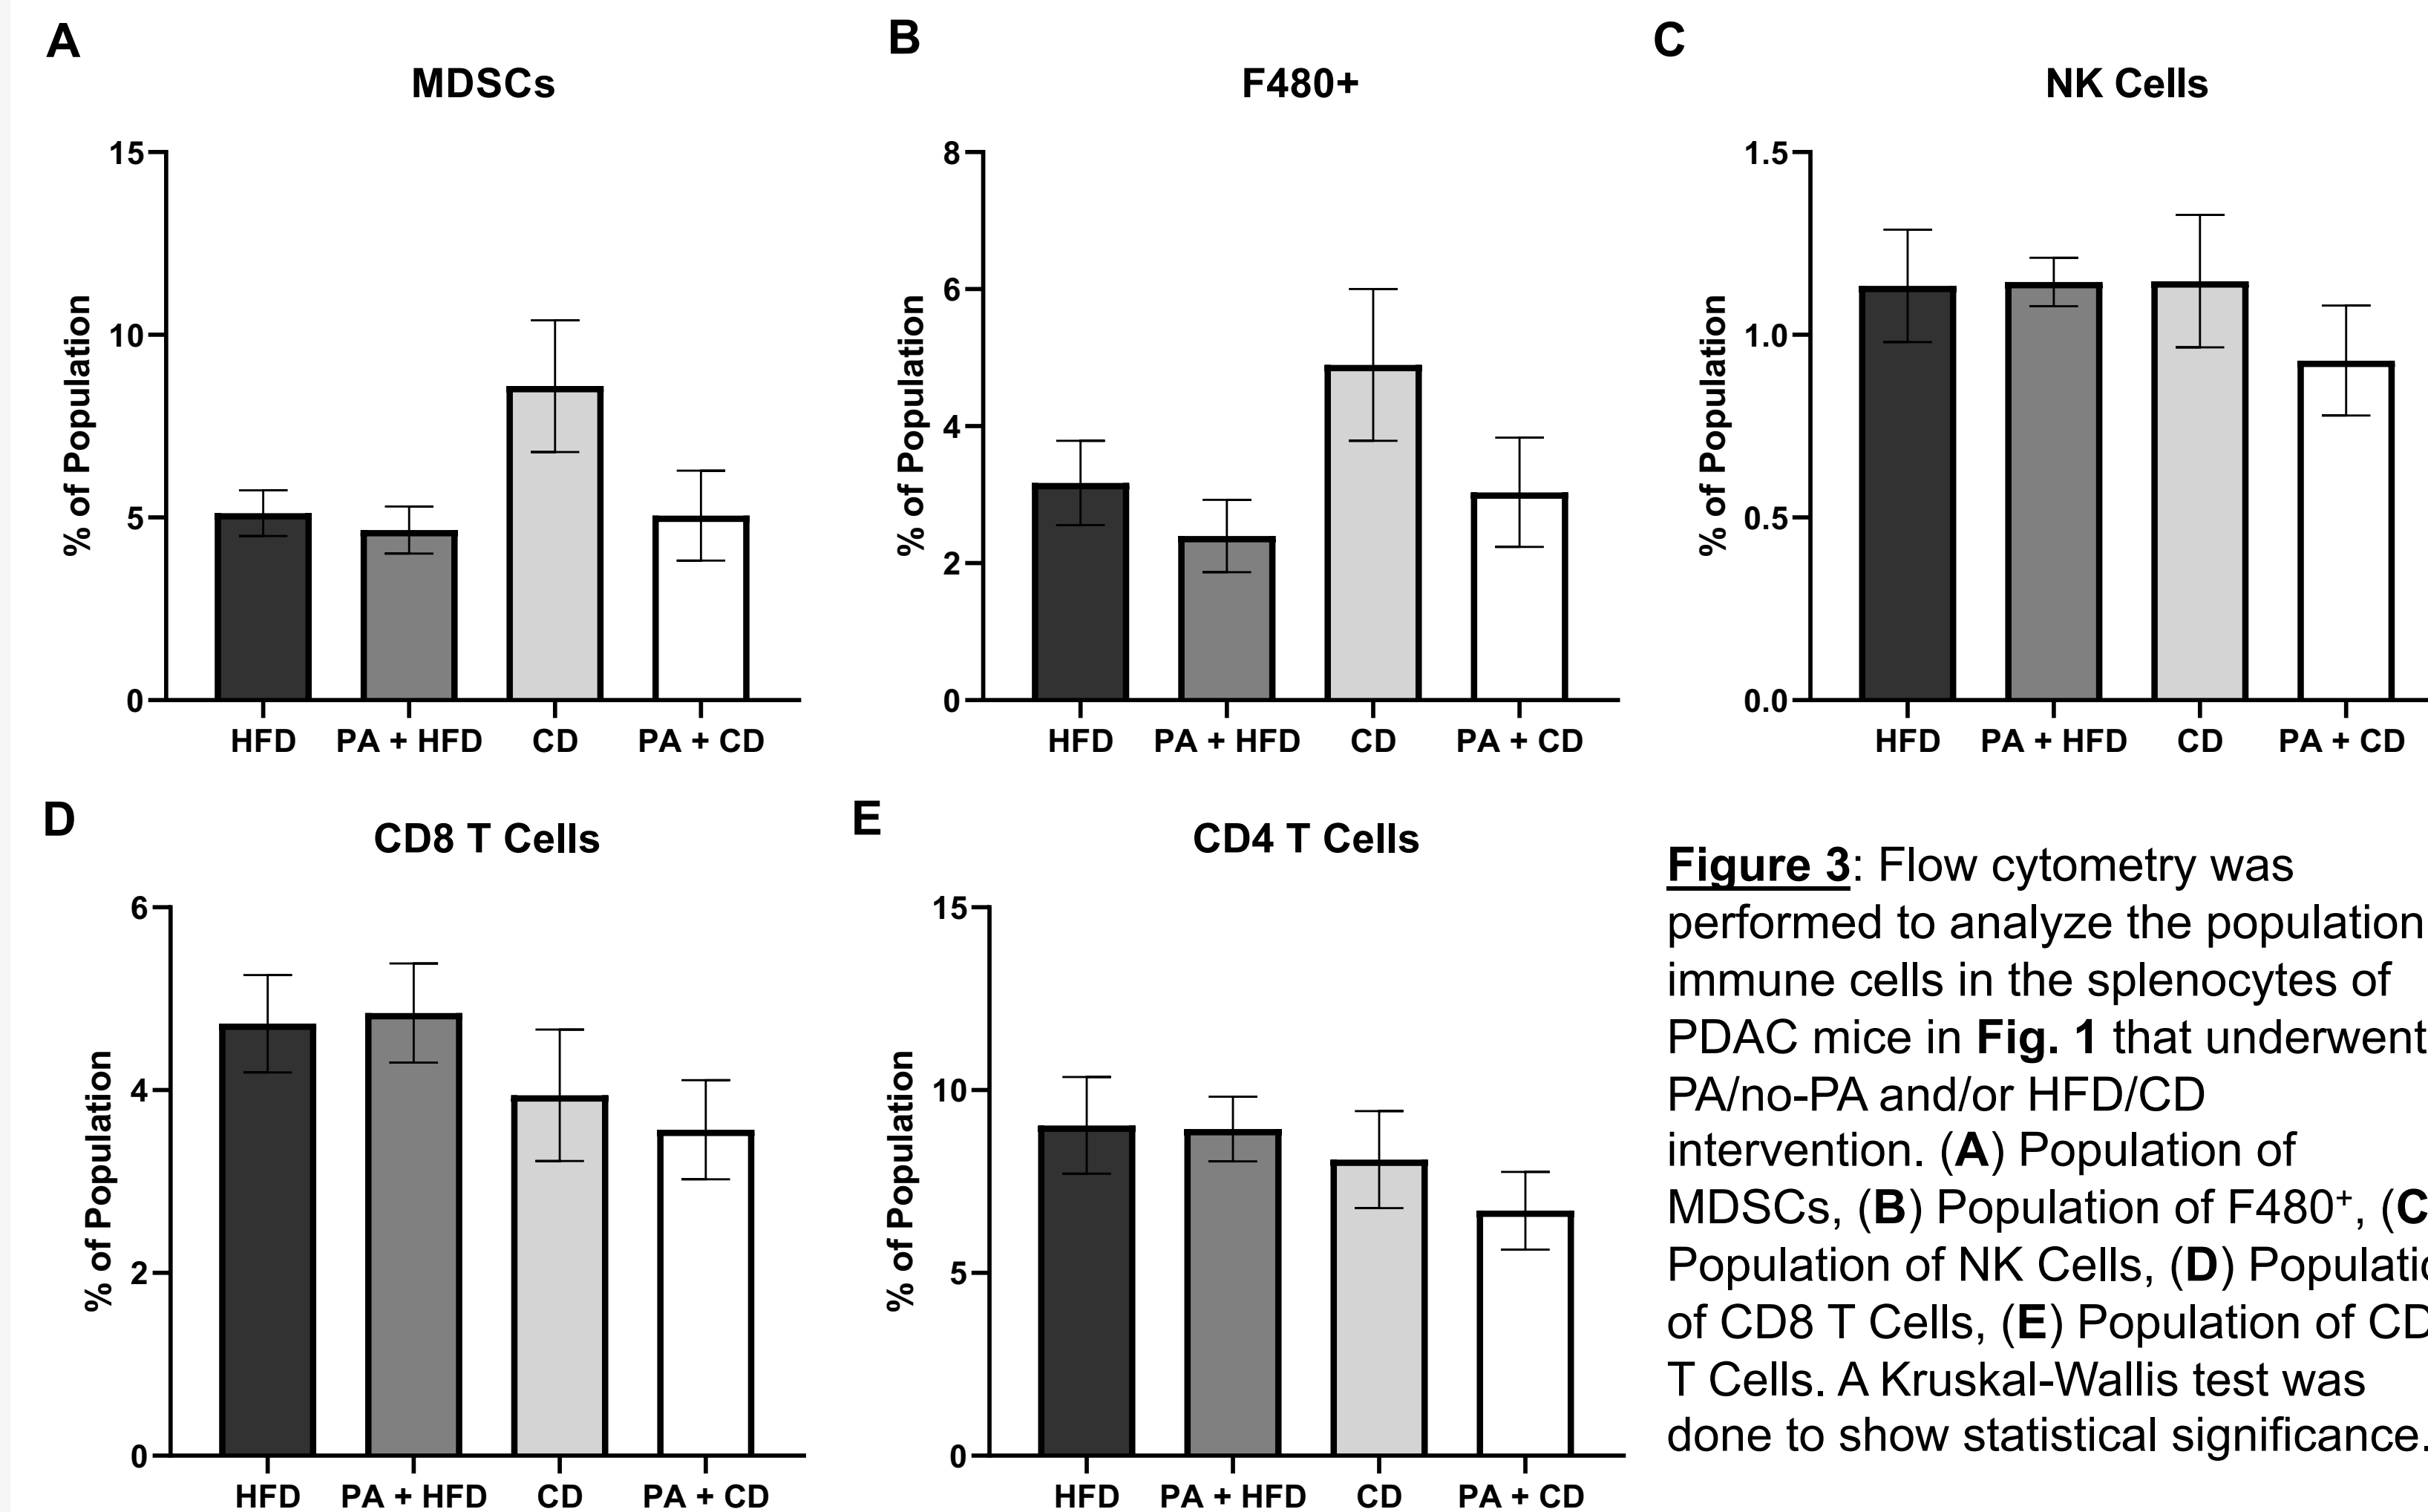 A
MDSCs
% of Population
15
10
5
0
HFD PA + HFD CD PA + CD
B
F480+
% of Population
8
6
4
2
0
HFD PA + HFD CD PA + CD
C
NK Cells
% of Population
1.5
1.0
0.5
0.0
HFD PA + HFD CD PA + CD
D
CD8 T Cells
% of Population
6
4
2
0
HFD PA + HFD CD PA + CD
E
CD4 T Cells
% of Population
15
10
5
0
HFD PA + HFD CD PA + CD
Figure 3: Flow cytometry was
performed to analyze the population
immune cells in the splenocytes of
PDAC mice in Fig. 1 that underwent
PA/no-PA and/or HFD/CD
intervention. (A) Population of
MDSCs, (B) Population of F480⁺, (C
Population of NK Cells, (D)
of CD8 T Cells, (E) Population of
T Cells. A Kruskal-Wallis test was
done to show statistical significance.